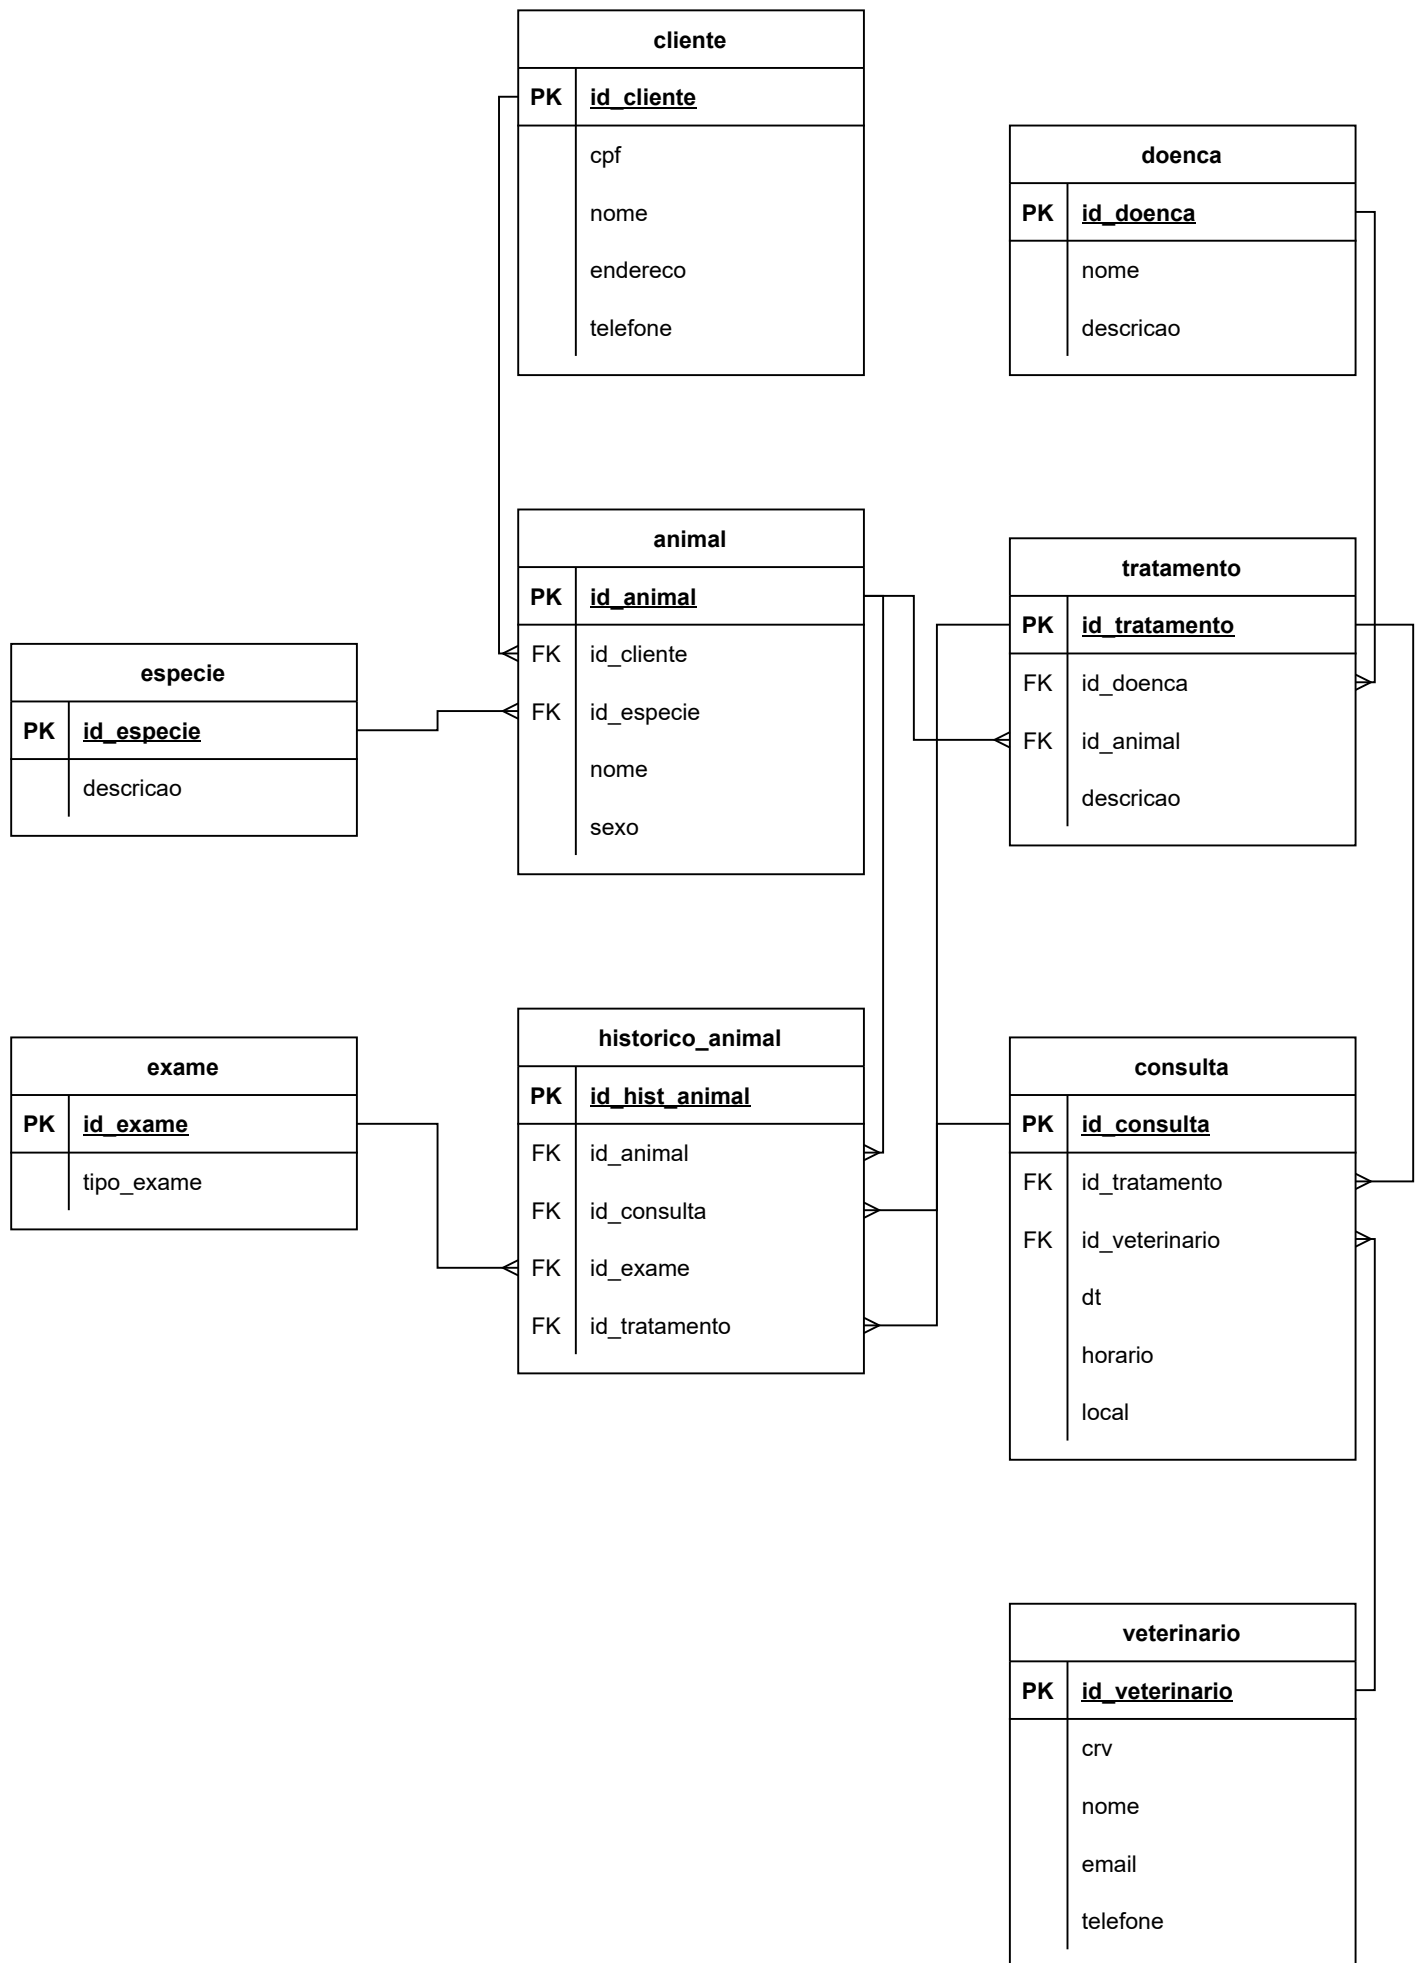 cliente
PK id_cliente
cpf
nome
endereco
telefone
doenca
PK id_doenca
nome
descricao
animal
PK id_animal
FK id_cliente
FK id_especie
nome
sexo
tratamento
PK id_tratamento
FK id_doenca
FK id_animal
descricao
especie
PK id_especie
descricao
exame
PK id_exame
tipo_exame
historico_animal
PK id_hist_animal
FK id_animal
FK id_consulta
FK id_exame
FK id_tratamento
consulta
PK id_consulta
FK id_tratamento
FK id_veterinario
dt
horario
local
veterinario
PK id_veterinario
crv
nome
email
telefone